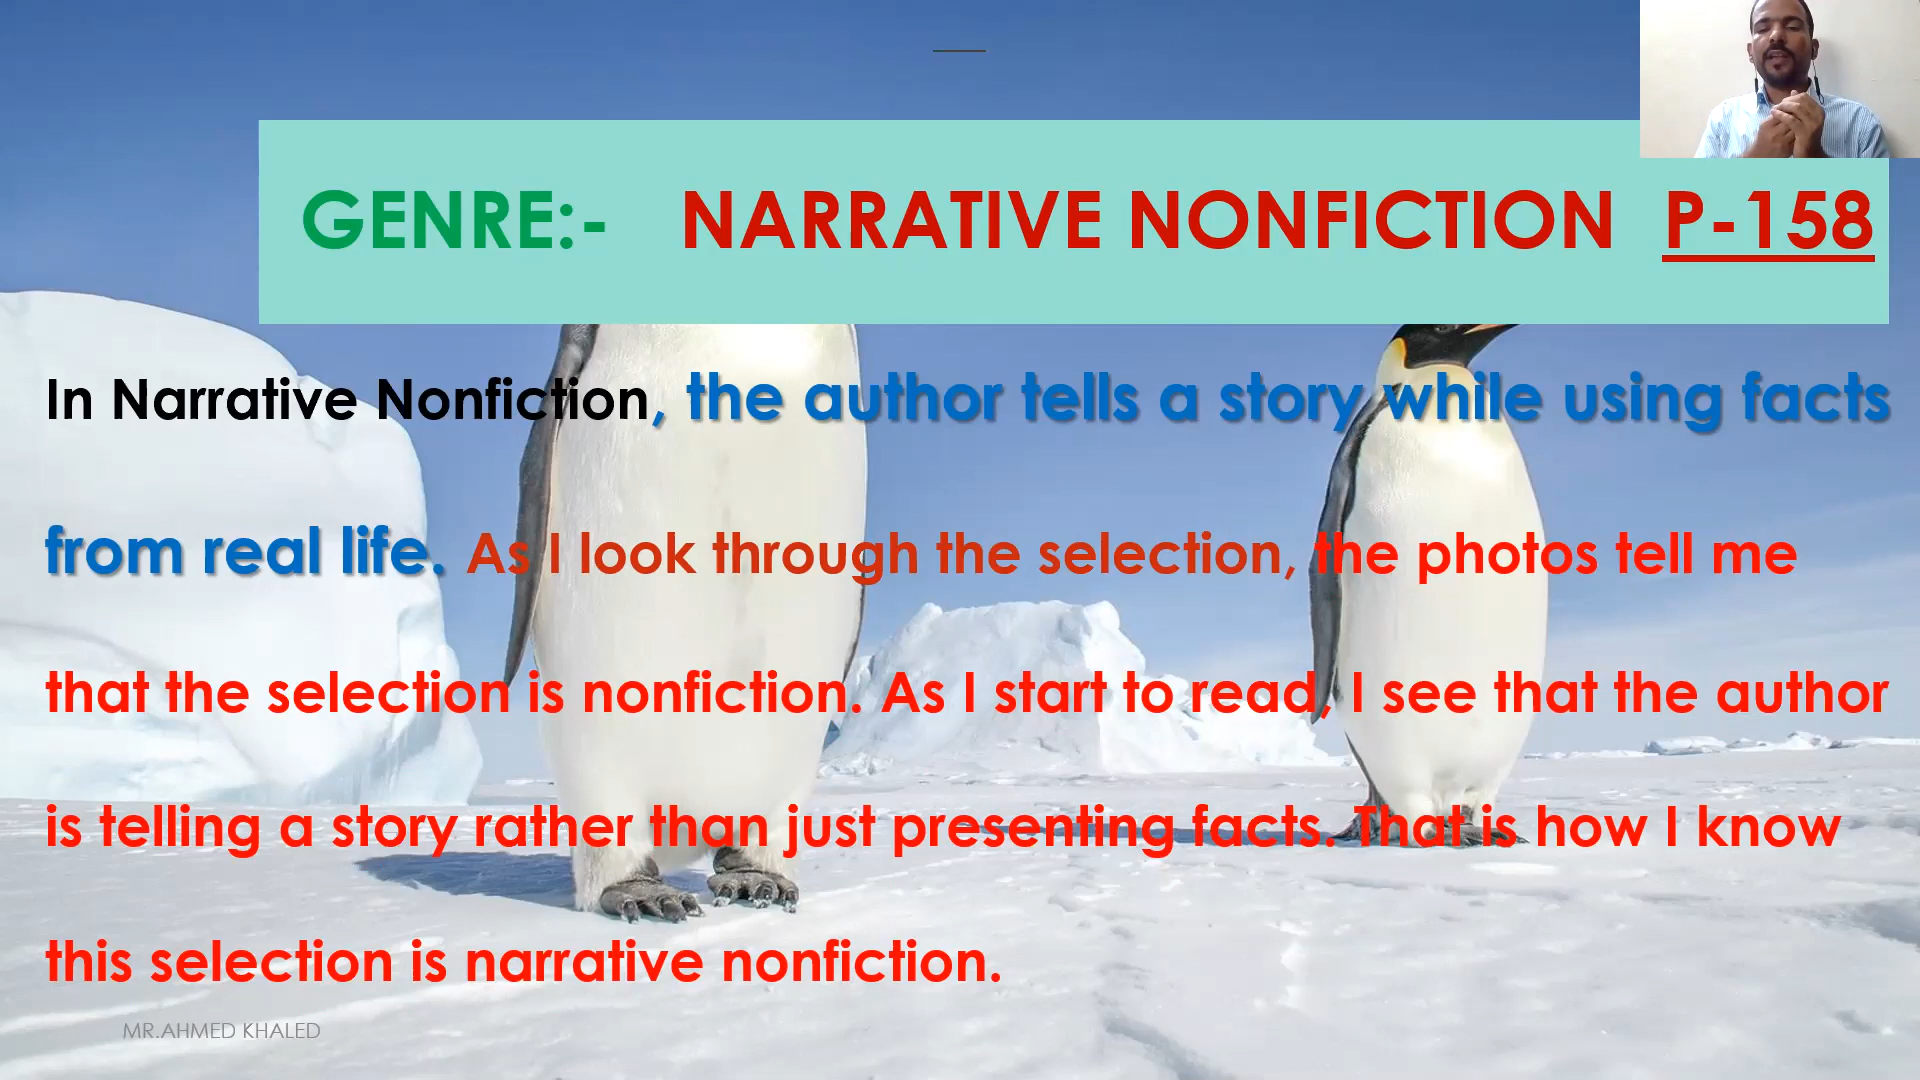 GENRE:- NARRATIVE NONFICTION P-158
In Narrative Nonfiction, the author tells a story while using facts
from real life. As I look through the selection, the photos tell me
that the selection is nonfiction. As I start to read, I see that the author
is telling a story rather than just presenting facts. That is how I know
this selection is narrative nonfiction.
MR.AHMED KHALED